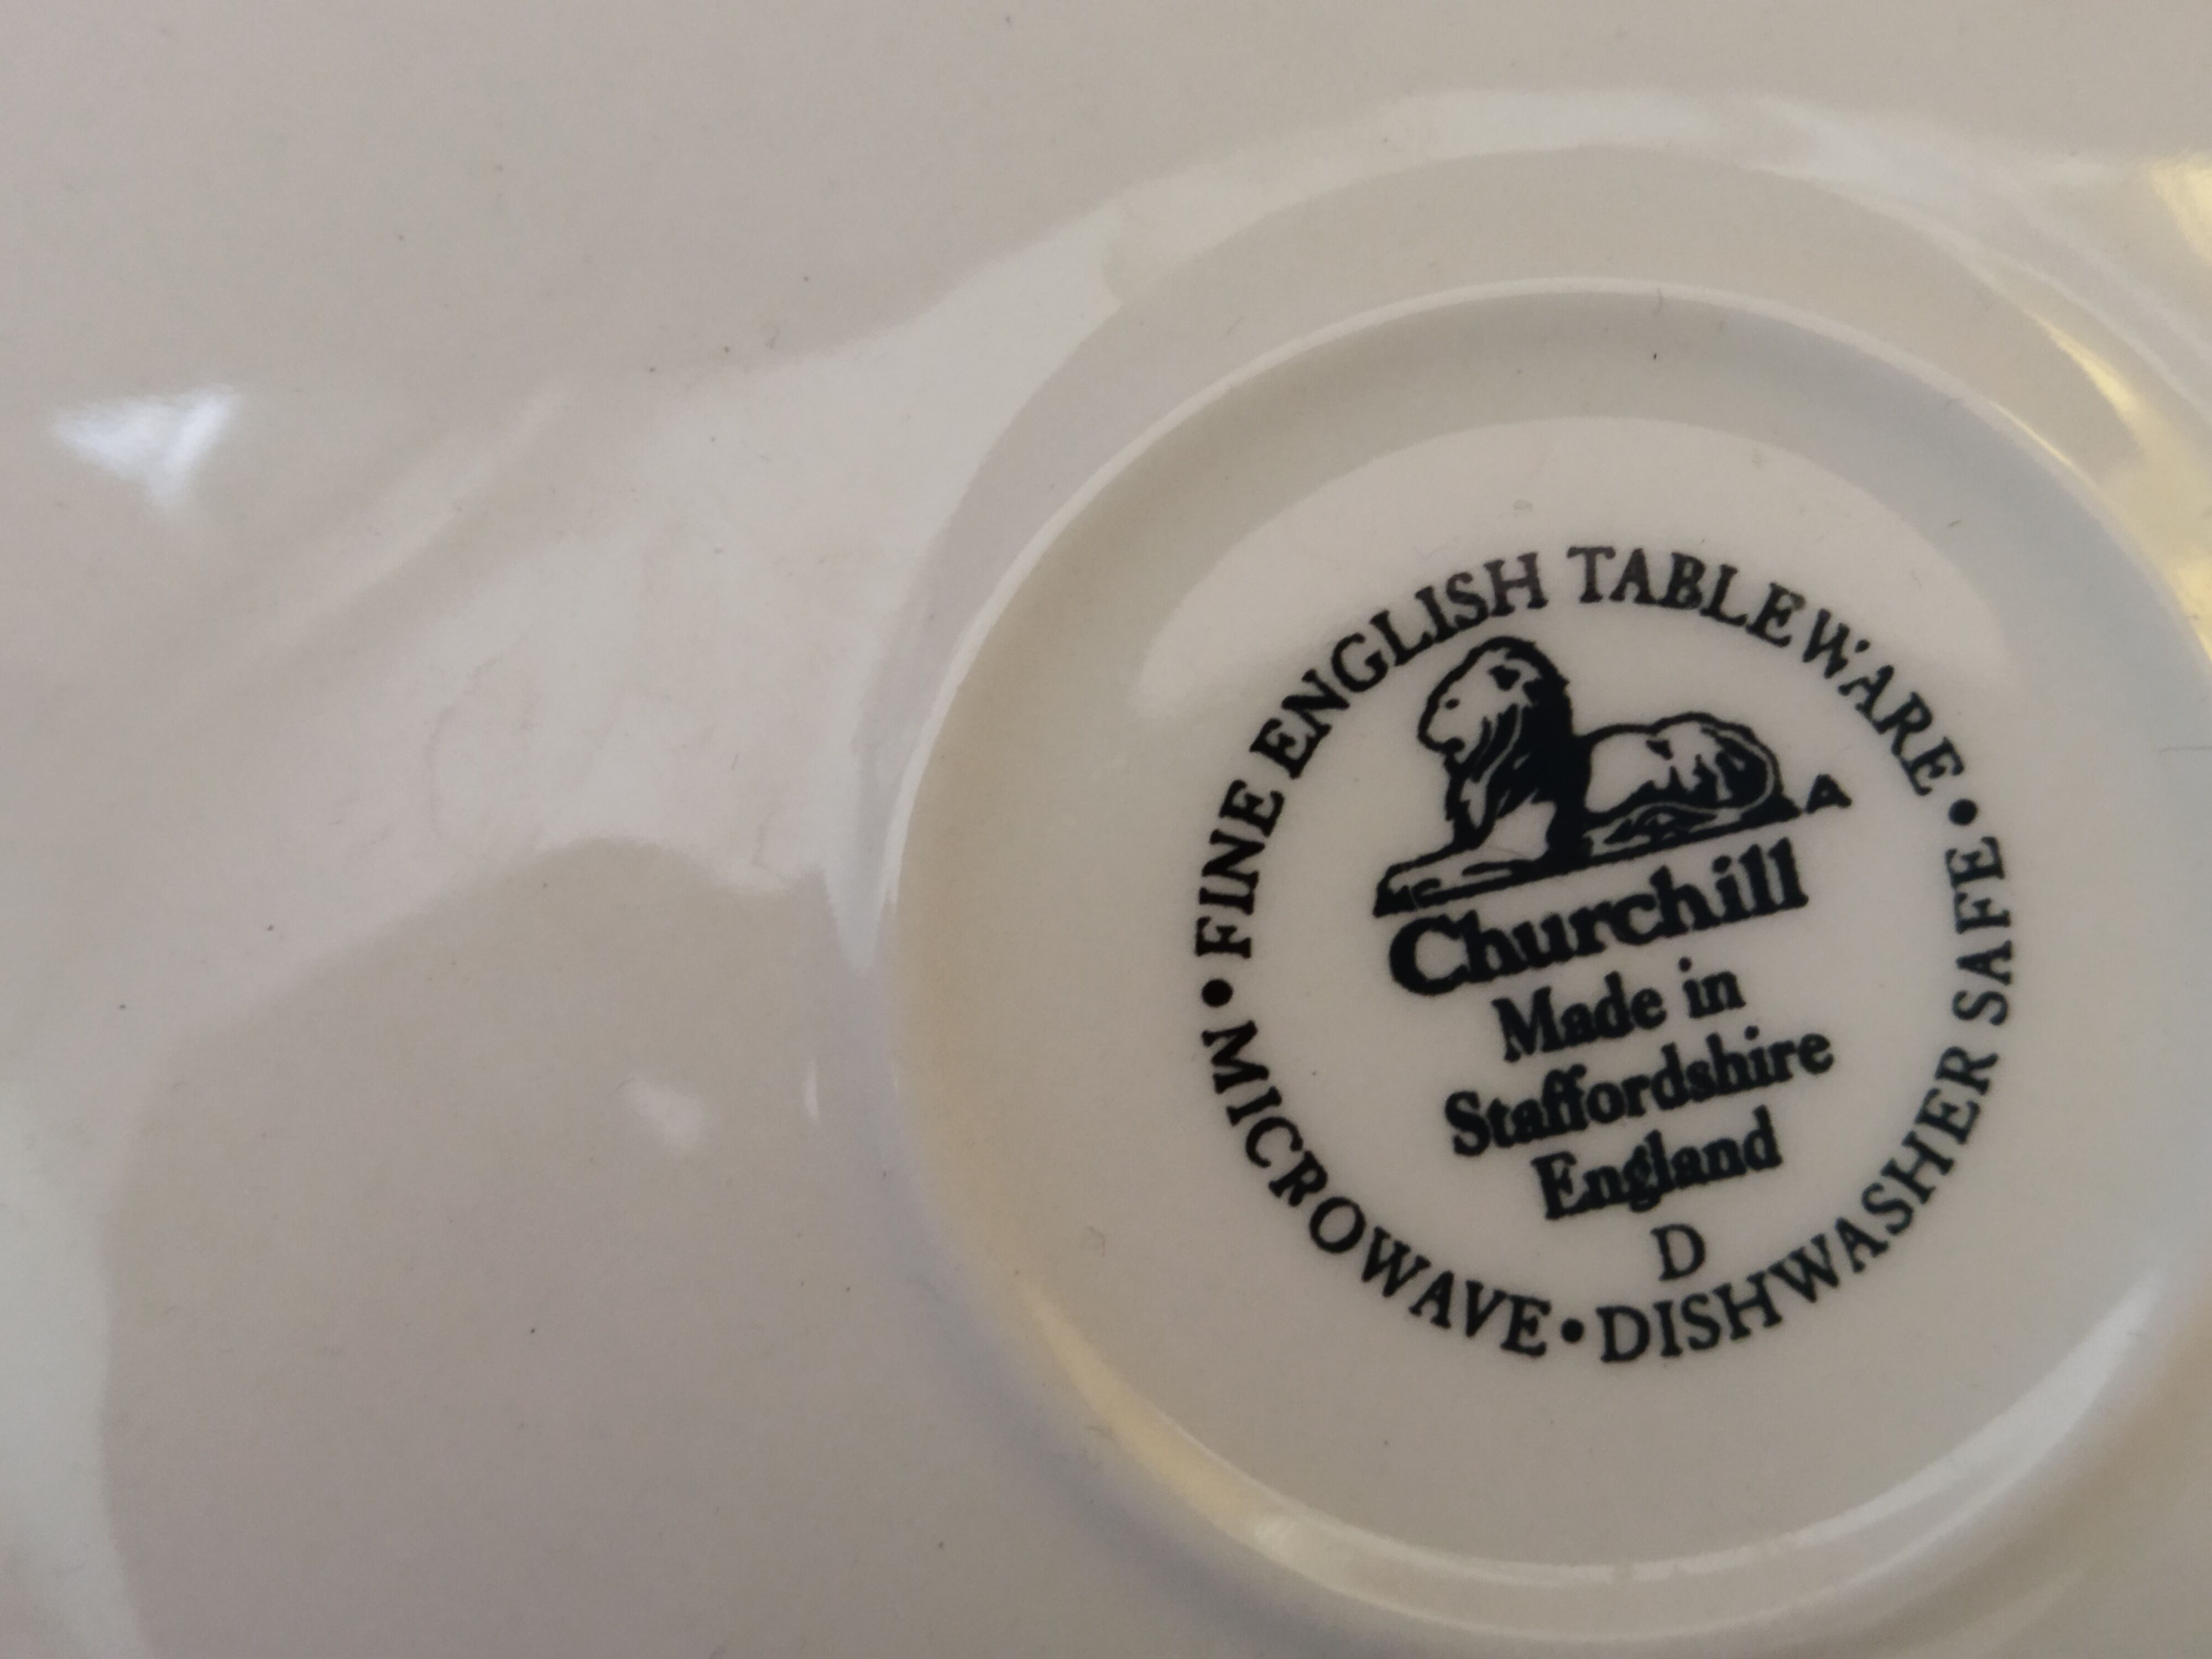 • FINE ENGLISH TABLEWARE •
A
Churchill
Made in
Staffordshire
England
D
MICROWAVE • DISHWASHER SAFE